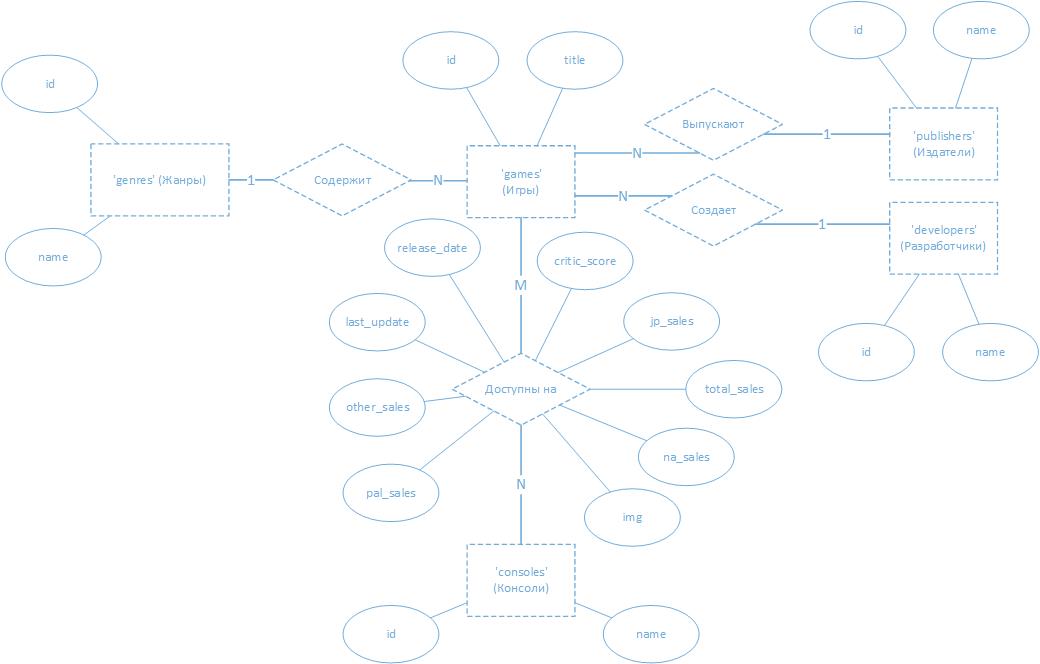 id
name
id
title
id
name
'genres' (Жанры)
1
Содержит
N
'games'
(Игры)
N
Выпускают
1
'publishers'
(Издатели)
N
Создает
1
'developers'
(Разработчики)
name
id
name
release_date
critic_score
M
last_update
jp_sales
Доступны на
total_sales
other_sales
na_sales
pal_sales
N
img
'consoles'
(Консоли)
id
name